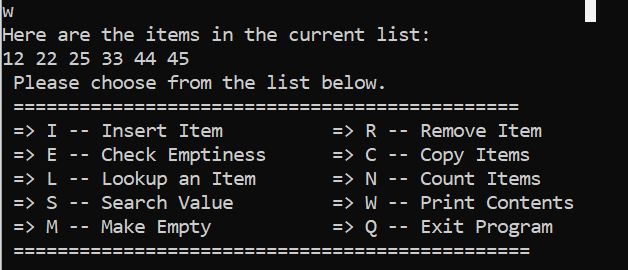 w
Here are the items in the current list:
12 22 25 33 44 45
Please choose from the list below.
==============================================
=> I -- Insert Item          => R -- Remove Item
=> E -- Check Emptiness      => C -- Copy Items
=> L -- Lookup an Item       => N -- Count Items
=> S -- Search Value         => W -- Print Contents
=> M -- Make Empty           => Q -- Exit Program
===============================================